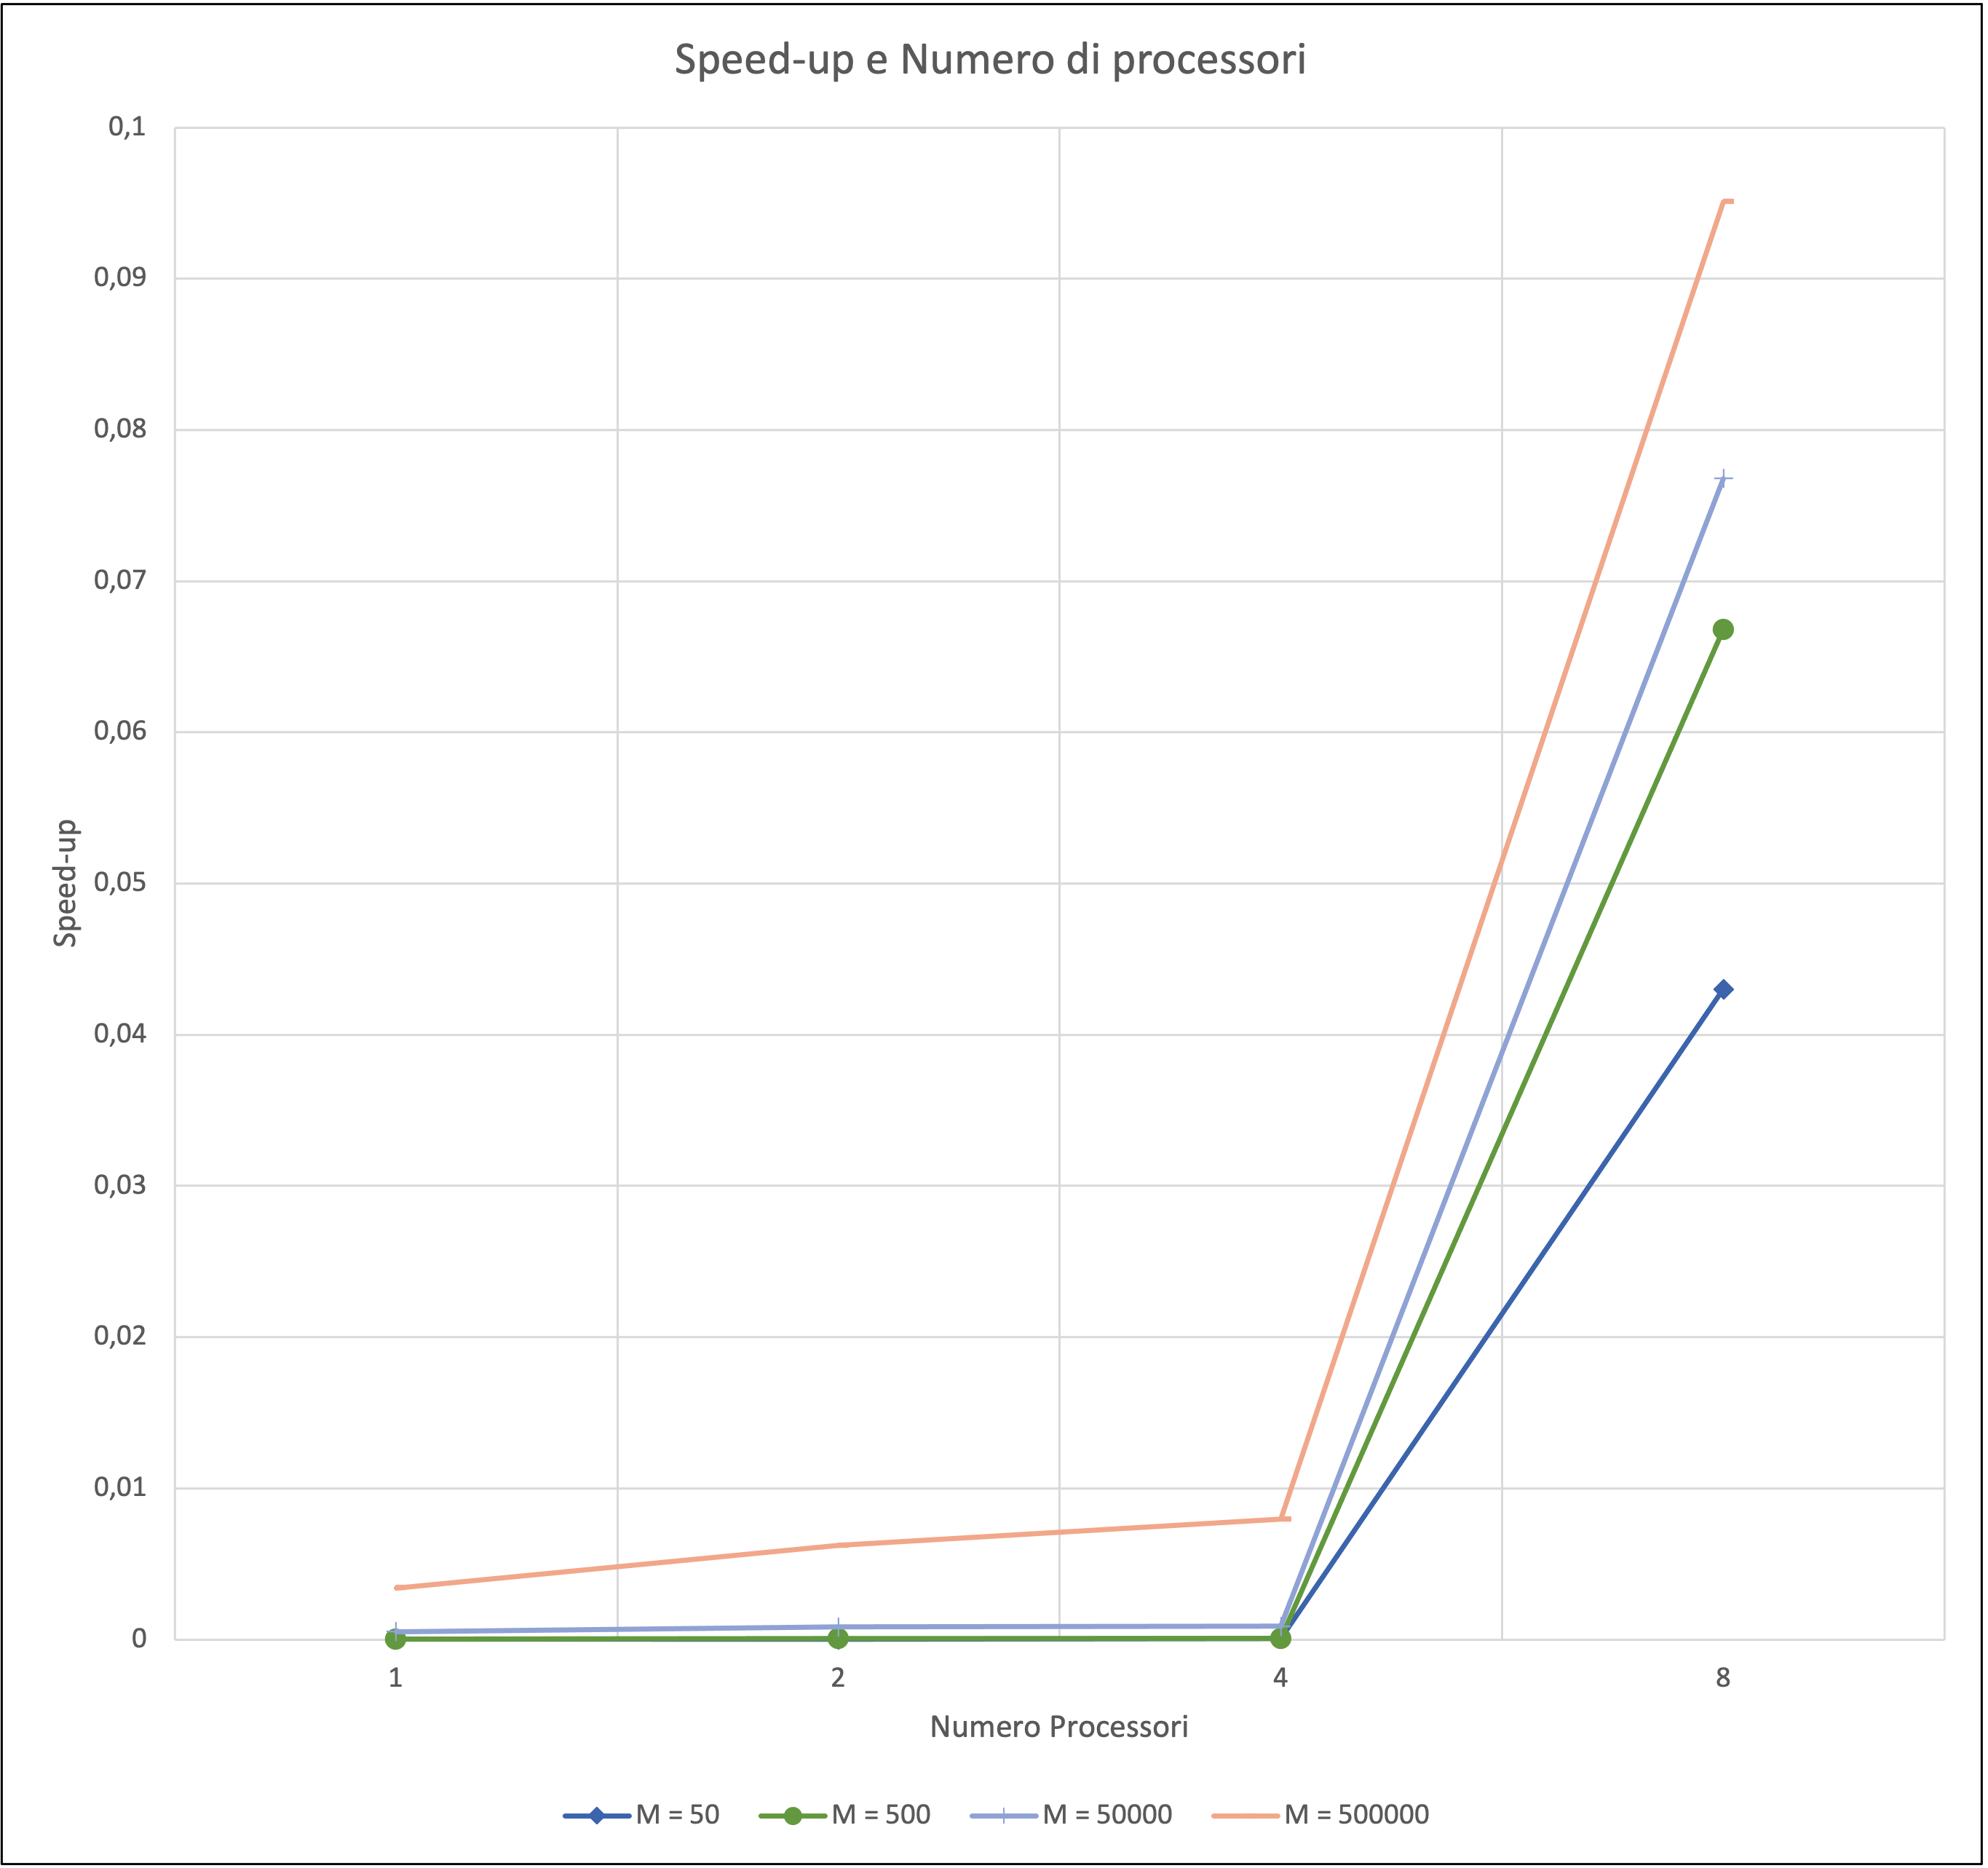 Speed-up e Numero di processori
0,1
0,09
0,08
0,07
0,06
0,05
0,04
0,03
0,02
0,01
0
Speed-up
1 2 4 8
Numero Processori
M = 50 M = 500 M = 50000 M = 500000